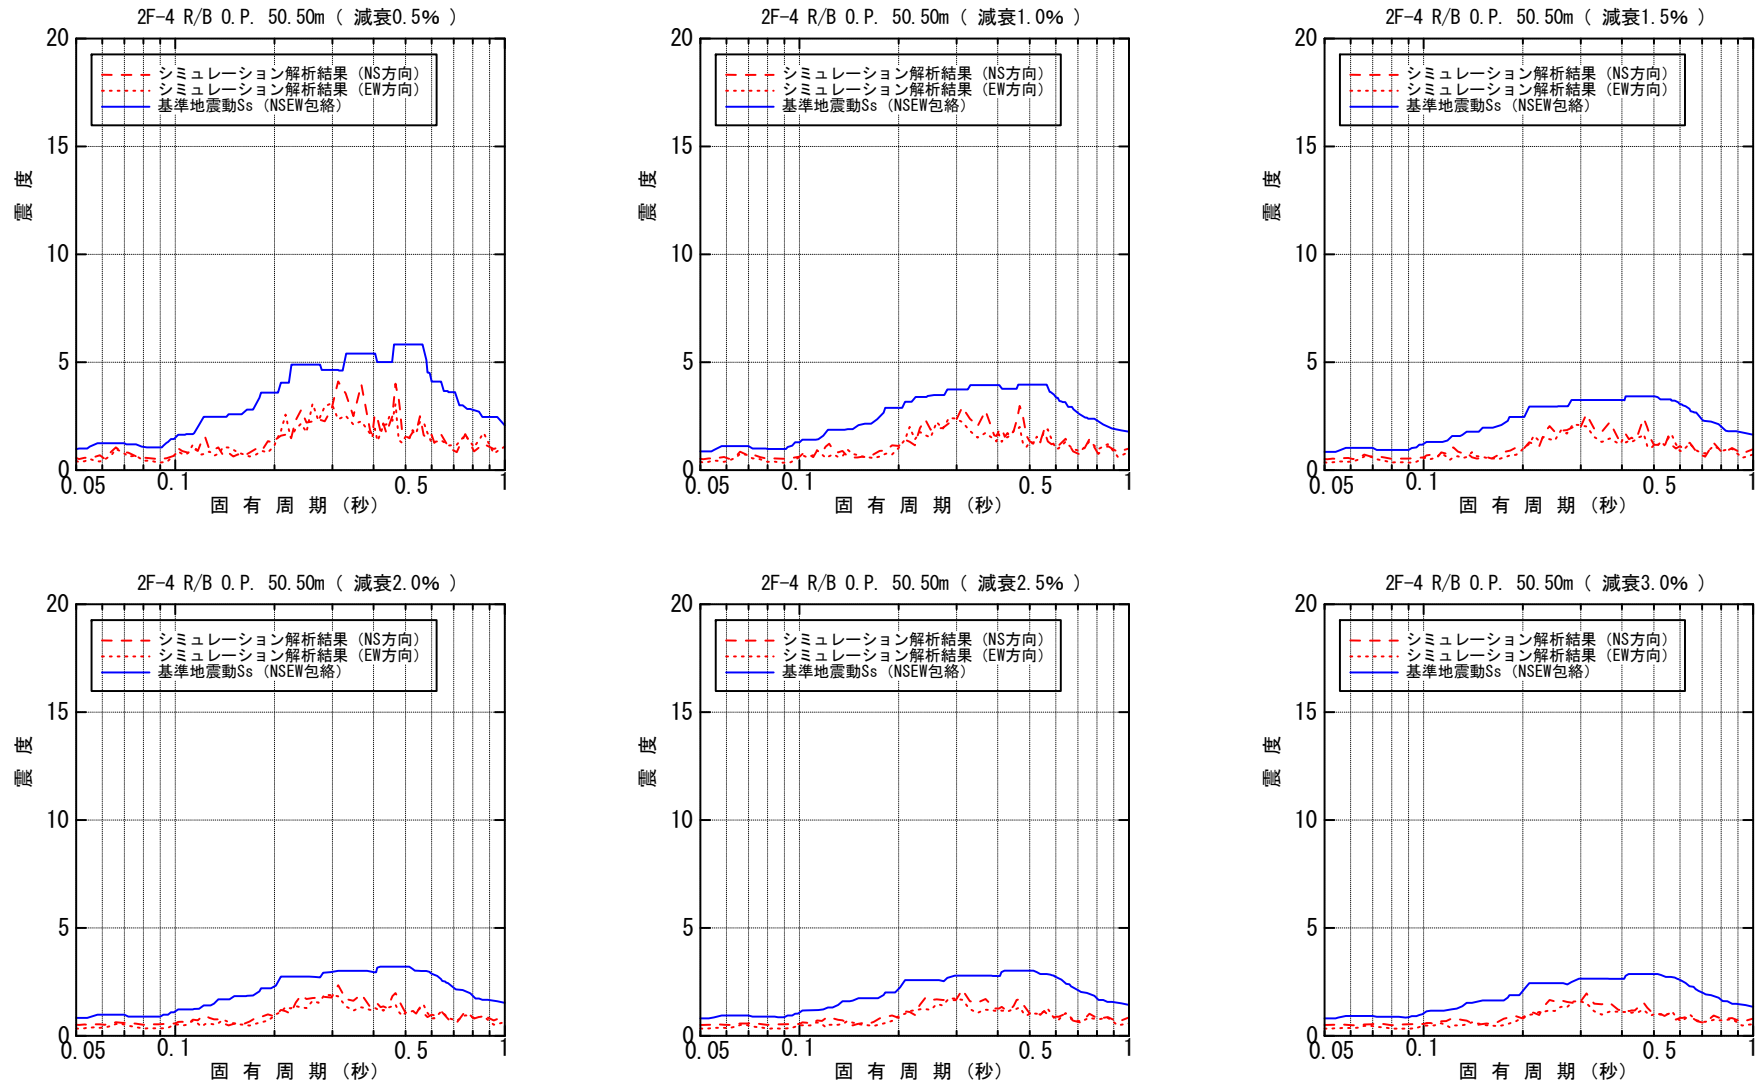 2F-4 R/B O.P. 50.50m ( 減衰0.5% )
20
15
10
5
0
震度
シミュレーション解析結果(NS方向)
シミュレーション解析結果(EW方向)
基準地震動Ss(NSEW包絡)
0.05
0.1
0.5
1
固有周期(秒)
2F-4 R/B O.P. 50.50m ( 減衰1.0% )
20
15
10
5
0
震度
シミュレーション解析結果(NS方向)
シミュレーション解析結果(EW方向)
基準地震動Ss(NSEW包絡)
0.05
0.1
0.5
1
固有周期(秒)
2F-4 R/B O.P. 50.50m ( 減衰1.5% )
20
15
10
5
0
震度
シミュレーション解析結果(NS方向)
シミュレーション解析結果(EW方向)
基準地震動Ss(NSEW包絡)
0.05
0.1
0.5
1
固有周期(秒)
2F-4 R/B O.P. 50.50m ( 減衰2.0% )
20
15
10
5
0
震度
シミュレーション解析結果(NS方向)
シミュレーション解析結果(EW方向)
基準地震動Ss(NSEW包絡)
0.05
0.1
0.5
1
固有周期(秒)
2F-4 R/B O.P. 50.50m ( 減衰2.5% )
20
15
10
5
0
震度
シミュレーション解析結果(NS方向)
シミュレーション解析結果(EW方向)
基準地震動Ss(NSEW包絡)
0.05
0.1
0.5
1
固有周期(秒)
2F-4 R/B O.P. 50.50m ( 減衰3.0% )
20
15
10
5
0
震度
シミュレーション解析結果(NS方向)
シミュレーション解析結果(EW方向)
基準地震動Ss(NSEW包絡)
0.05
0.1
0.5
1
固有周期(秒)